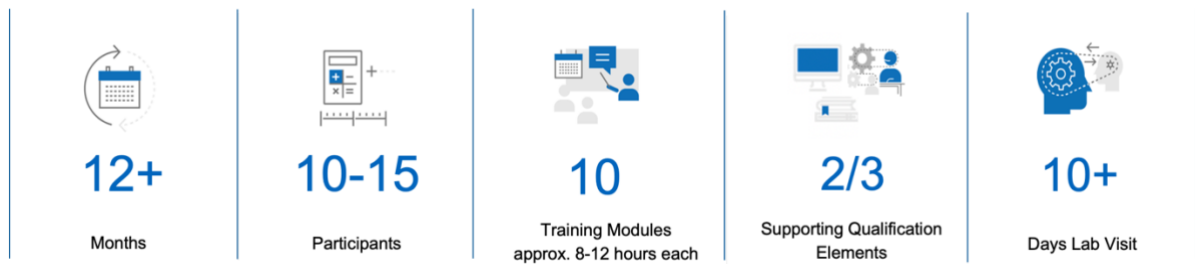 12+
Months
10-15
Participants
10
Training Modules
approx. 8-12 hours each
2/3
Supporting Qualification
Elements
10+
Days Lab Visit